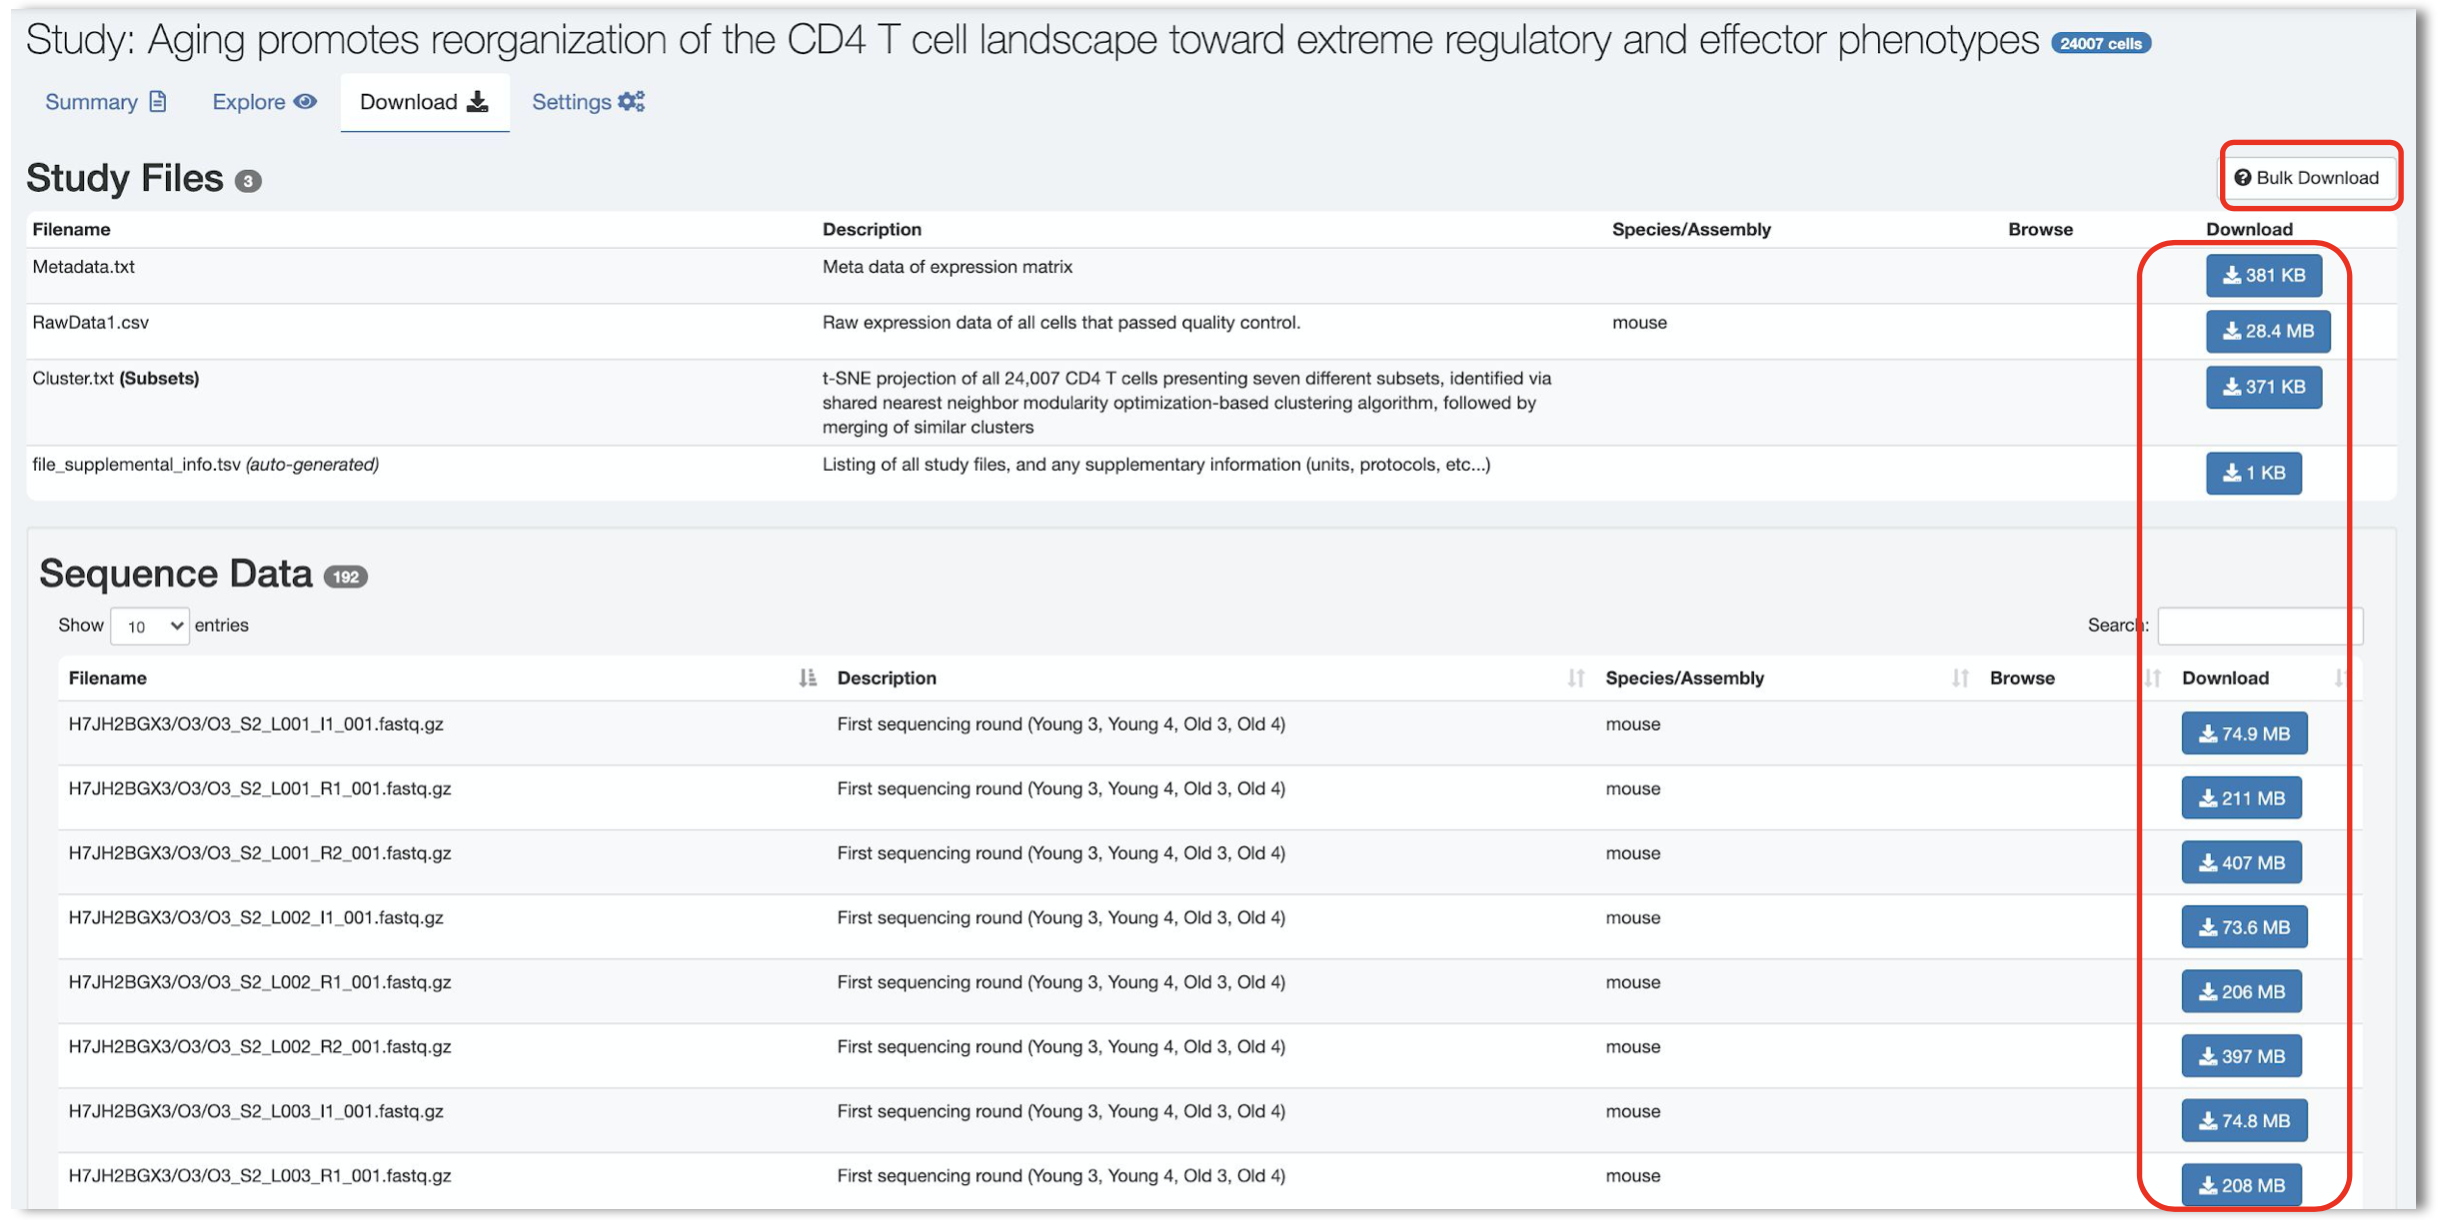 Study: Aging promotes reorganization of the CD4 T cell landscape toward extreme regulatory and effector phenotypes 24007 cells
Summary Explore Download Settings
Study Files 3
Bulk Download
Filename Description Species/Assembly Browse Download
Metadata.txt Meta data of expression matrix 381 KB
RawData1.csv Raw expression data of all cells that passed quality control. mouse 28.4 MB
Cluster.txt (Subsets) t-SNE projection of all 24,007 CD4 T cells presenting seven different subsets, identified via 371 KB
shared nearest neighbor modularity optimization-based clustering algorithm, followed by
merging of similar clusters
file_supplemental_info.tsv (auto-generated) Listing of all study files, and any supplementary information (units, protocols, etc...) 1 KB
Sequence Data 192
Show 10 entries Search:
Filename Description Species/Assembly Browse Download
H7JH2BGX3/O3/O3_S2_L001_I1_001.fastq.gz First sequencing round (Young 3, Young 4, Old 3, Old 4) mouse 74.9 MB
H7JH2BGX3/O3/O3_S2_L001_R1_001.fastq.gz First sequencing round (Young 3, Young 4, Old 3, Old 4) mouse 211 MB
H7JH2BGX3/O3/O3_S2_L001_R2_001.fastq.gz First sequencing round (Young 3, Young 4, Old 3, Old 4) mouse 407 MB
H7JH2BGX3/O3/O3_S2_L002_I1_001.fastq.gz First sequencing round (Young 3, Young 4, Old 3, Old 4) mouse 73.6 MB
H7JH2BGX3/O3/O3_S2_L002_R1_001.fastq.gz First sequencing round (Young 3, Young 4, Old 3, Old 4) mouse 206 MB
H7JH2BGX3/O3/O3_S2_L002_R2_001.fastq.gz First sequencing round (Young 3, Young 4, Old 3, Old 4) mouse 397 MB
H7JH2BGX3/O3/O3_S2_L003_I1_001.fastq.gz First sequencing round (Young 3, Young 4, Old 3, Old 4) mouse 74.8 MB
H7JH2BGX3/O3/O3_S2_L003_R1_001.fastq.gz First sequencing round (Young 3, Young 4, Old 3, Old 4) mouse 208 MB